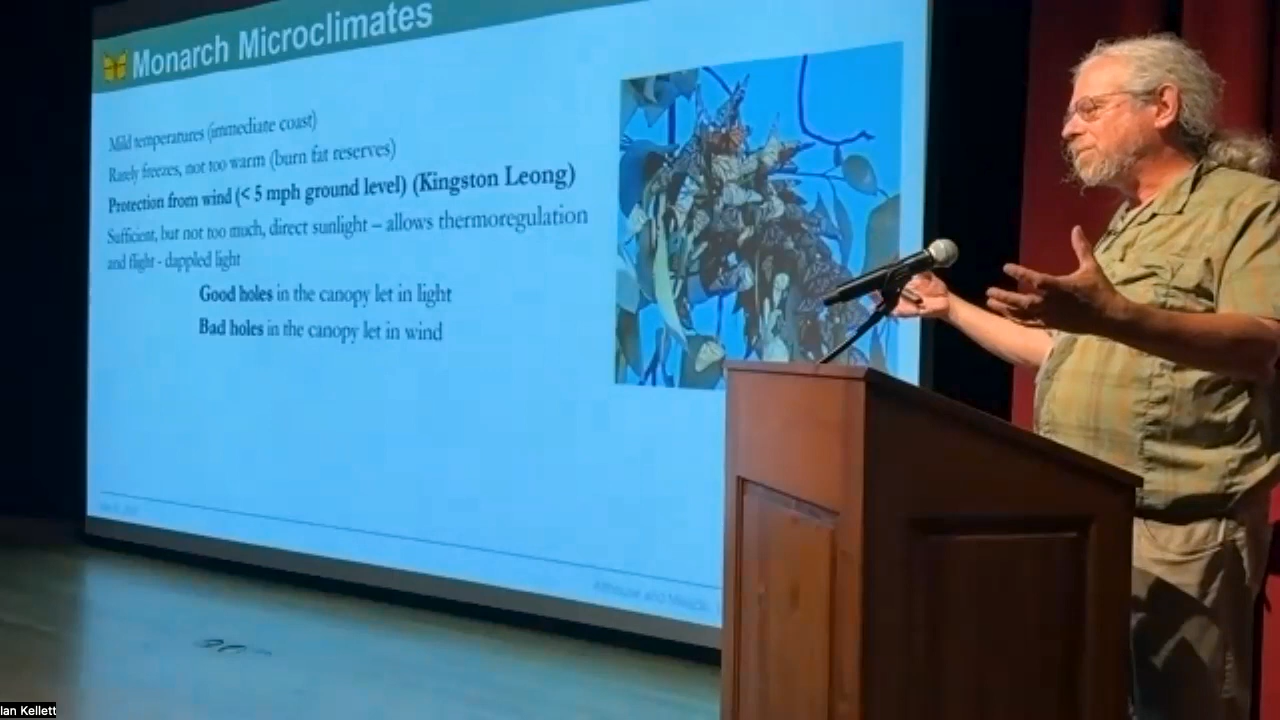 Monarch Microclimates
Mild temperatures (immediate coast)
Rarely freezes, not too warm (burn fat reserves)
Protection from wind (< 5 mph ground level) (Kingston Leong)
Sufficient, but not too much, direct sunlight – allows thermoregulation
and flight - dappled light
Good holes in the canopy let in light
Bad holes in the canopy let in wind
Ian Kellett